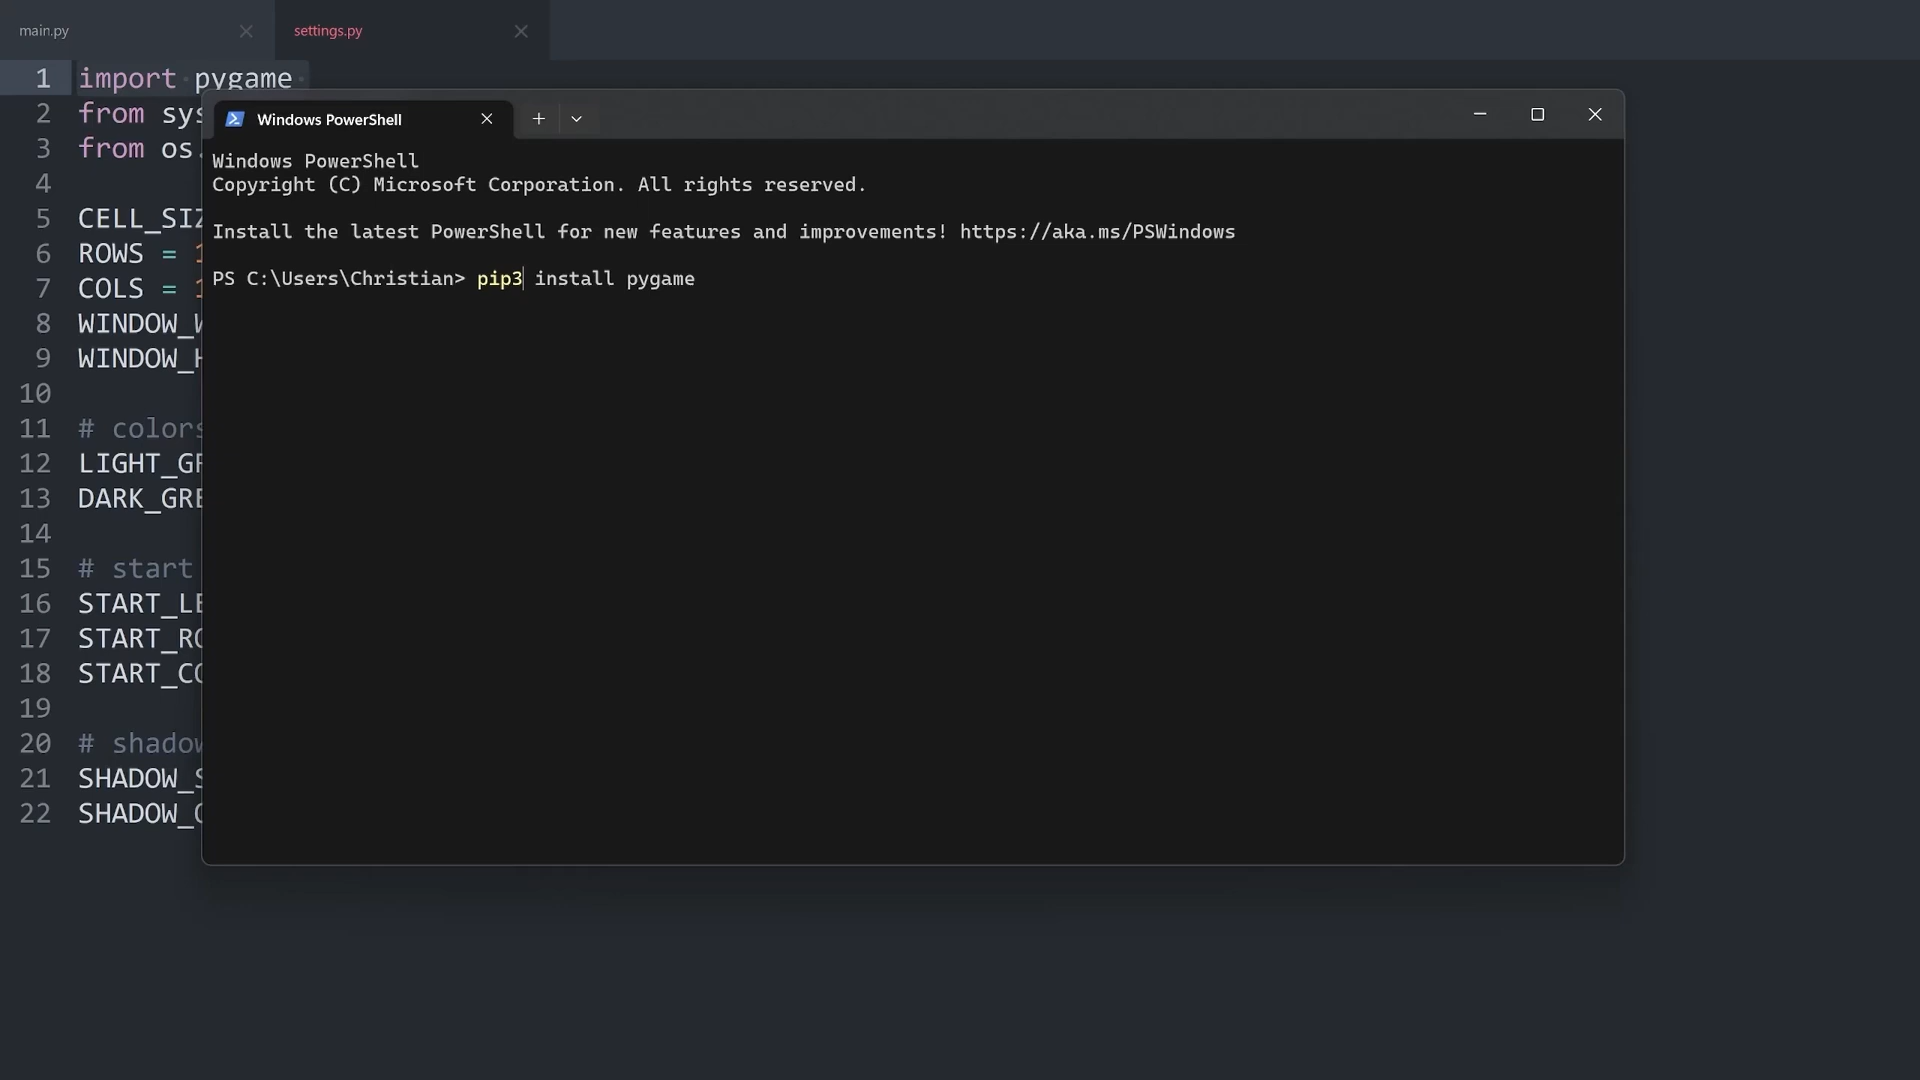 main.py
settings.py
1 import pygame
2 from sys
3 from os.
4
5 CELL_SIZ
6 ROWS = 1
7 COLS = 1
8 WINDOW_W
9 WINDOW_H
10
11 # colors
12 LIGHT_GR
13 DARK_GRE
14
15 # start
16 START_LE
17 START_RO
18 START_CO
19
20 # shadow
21 SHADOW_S
22 SHADOW_O
Windows PowerShell
Windows PowerShell
Copyright (C) Microsoft Corporation. All rights reserved.
Install the latest PowerShell for new features and improvements! https://aka.ms/PSWindows
PS C:\Users\Christian> pip3 install pygame